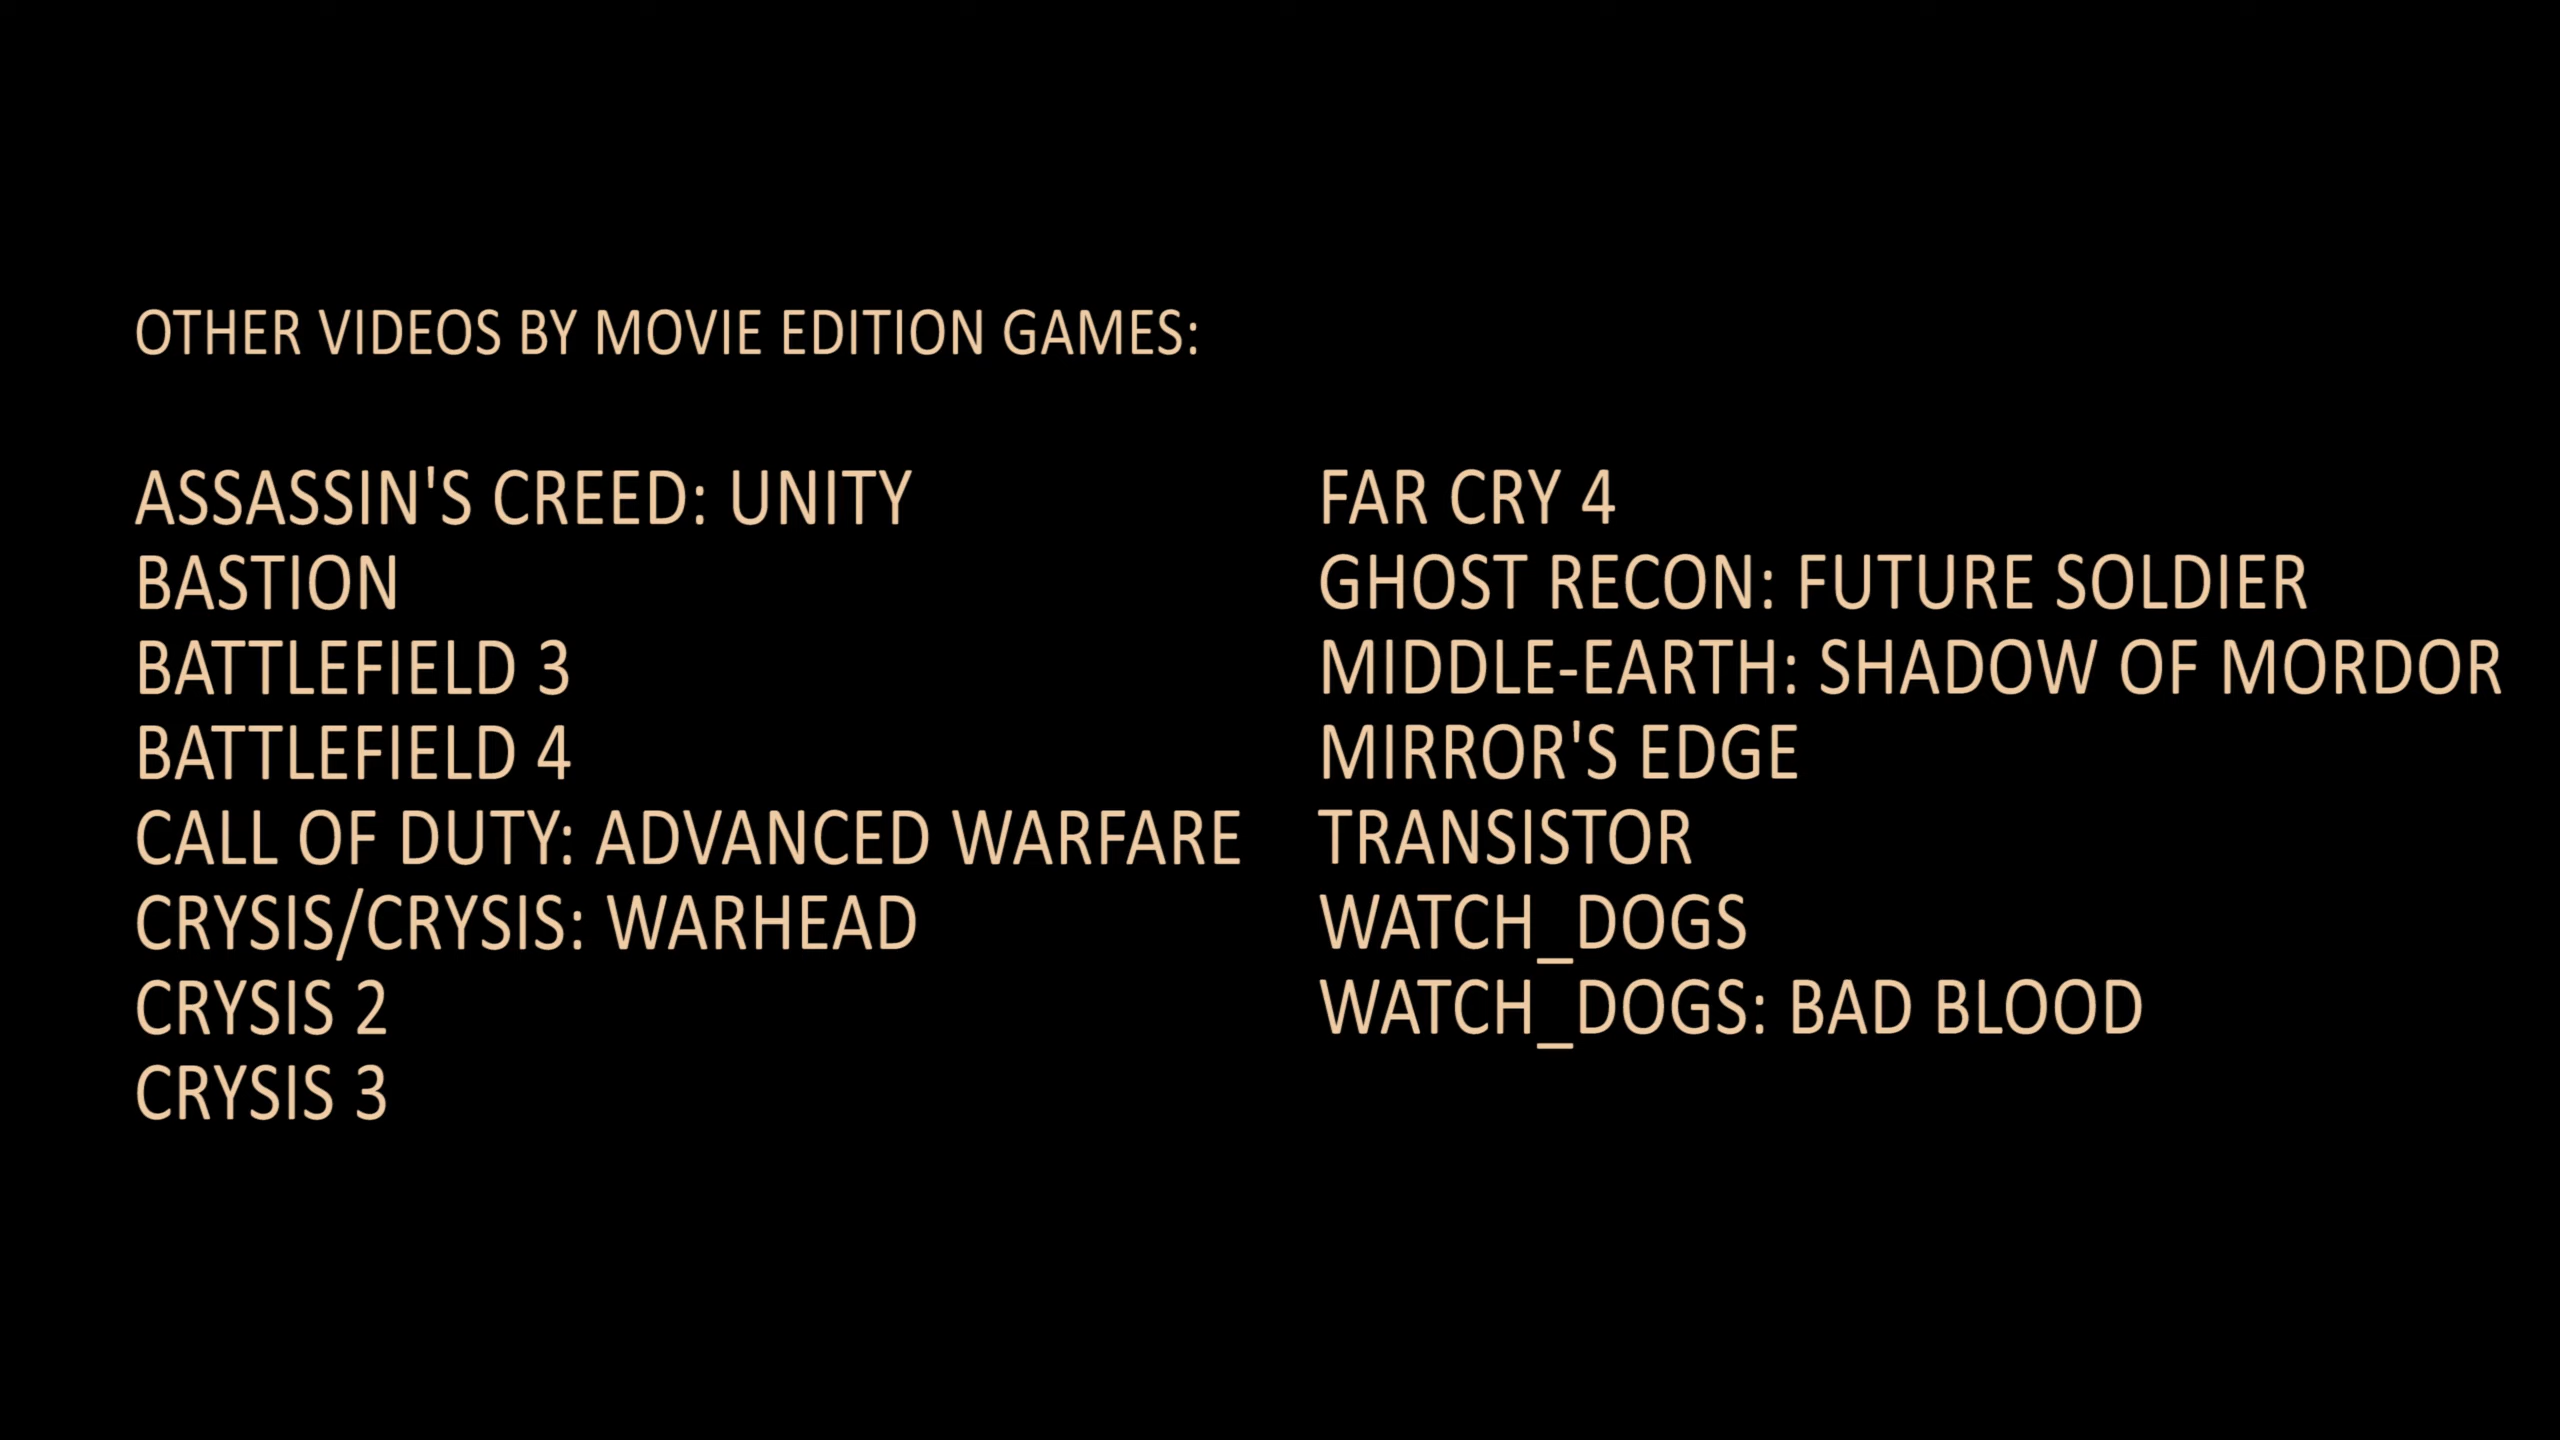 OTHER VIDEOS BY MOVIE EDITION GAMES:
ASSASSIN'S CREED: UNITY
BASTION
BATTLEFIELD 3
BATTLEFIELD 4
CALL OF DUTY: ADVANCED WARFARE
CRYSIS/CRYSIS: WARHEAD
CRYSIS 2
CRYSIS 3
FAR CRY 4
GHOST RECON: FUTURE SOLDIER
MIDDLE-EARTH: SHADOW OF MORDOR
MIRROR'S EDGE
TRANSISTOR
WATCH_DOGS
WATCH_DOGS: BAD BLOOD